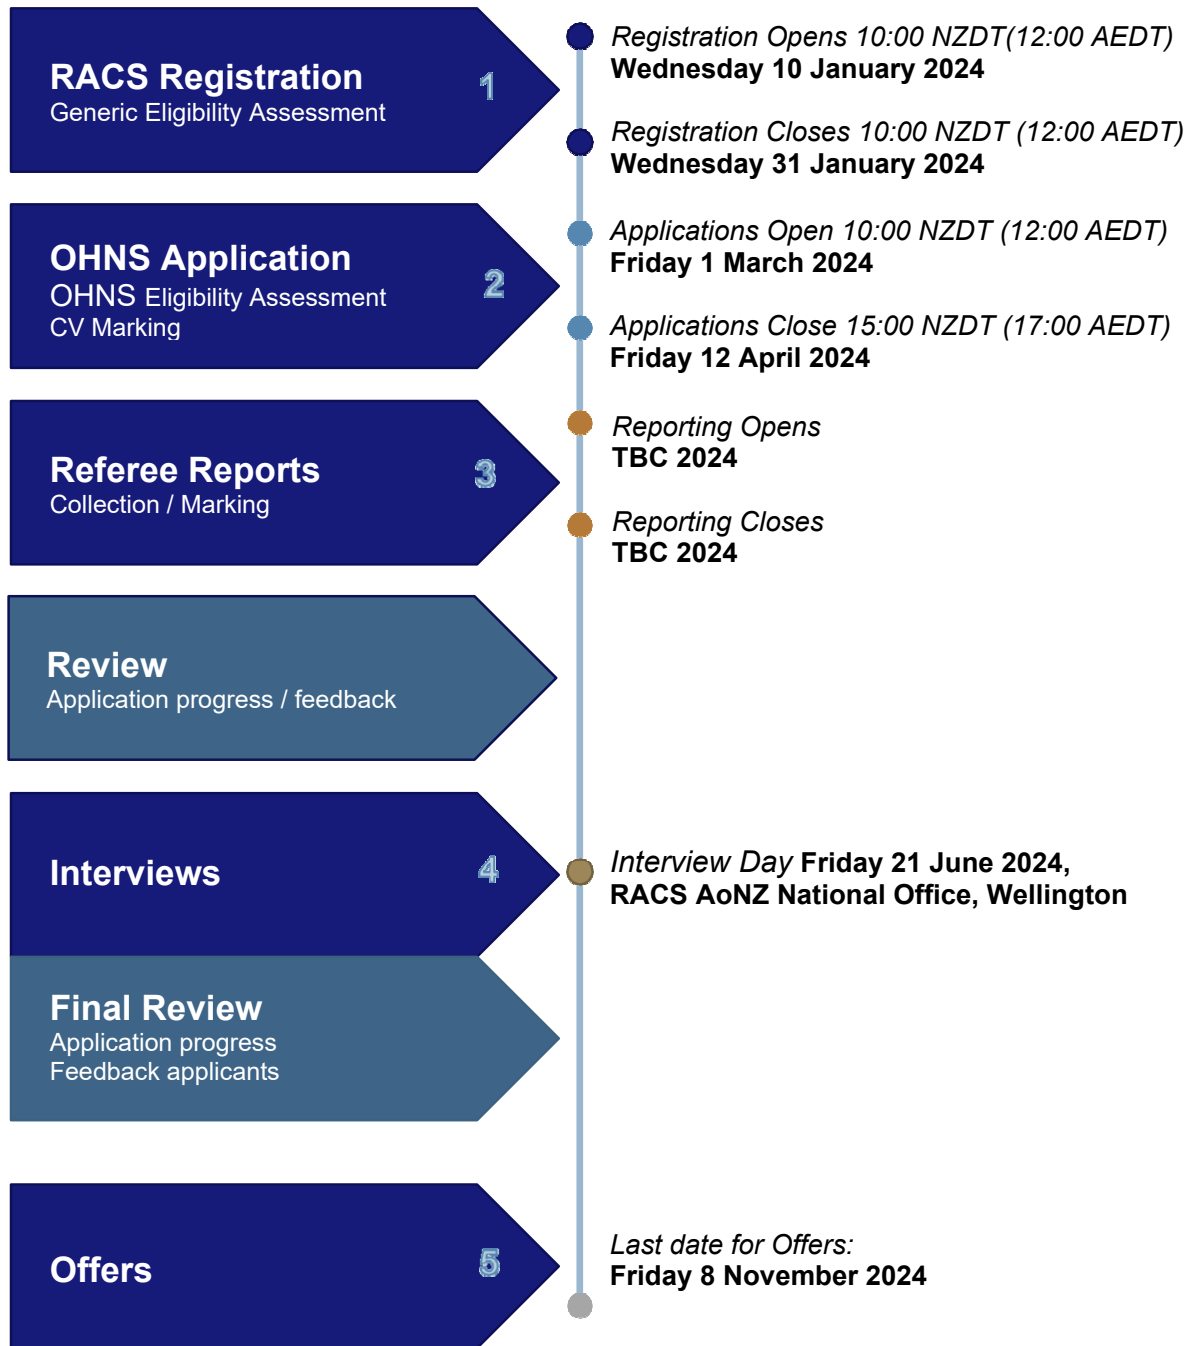 RACS Registration
Generic Eligibility Assessment
1
Registration Opens 10:00 NZDT(12:00 AEDT)
Wednesday 10 January 2024
Registration Closes 10:00 NZDT (12:00 AEDT)
Wednesday 31 January 2024
OHNS Application
OHNS Eligibility Assessment
CV Marking
2
Applications Open 10:00 NZDT (12:00 AEDT)
Friday 1 March 2024
Applications Close 15:00 NZDT (17:00 AEDT)
Friday 12 April 2024
Referee Reports
Collection / Marking
3
Reporting Opens
TBC 2024
Reporting Closes
TBC 2024
Review
Application progress / feedback
Interviews
4
Interview Day Friday 21 June 2024,
RACS AoNZ National Office, Wellington
Final Review
Application progress
Feedback applicants
Offers
5
Last date for Offers:
Friday 8 November 2024